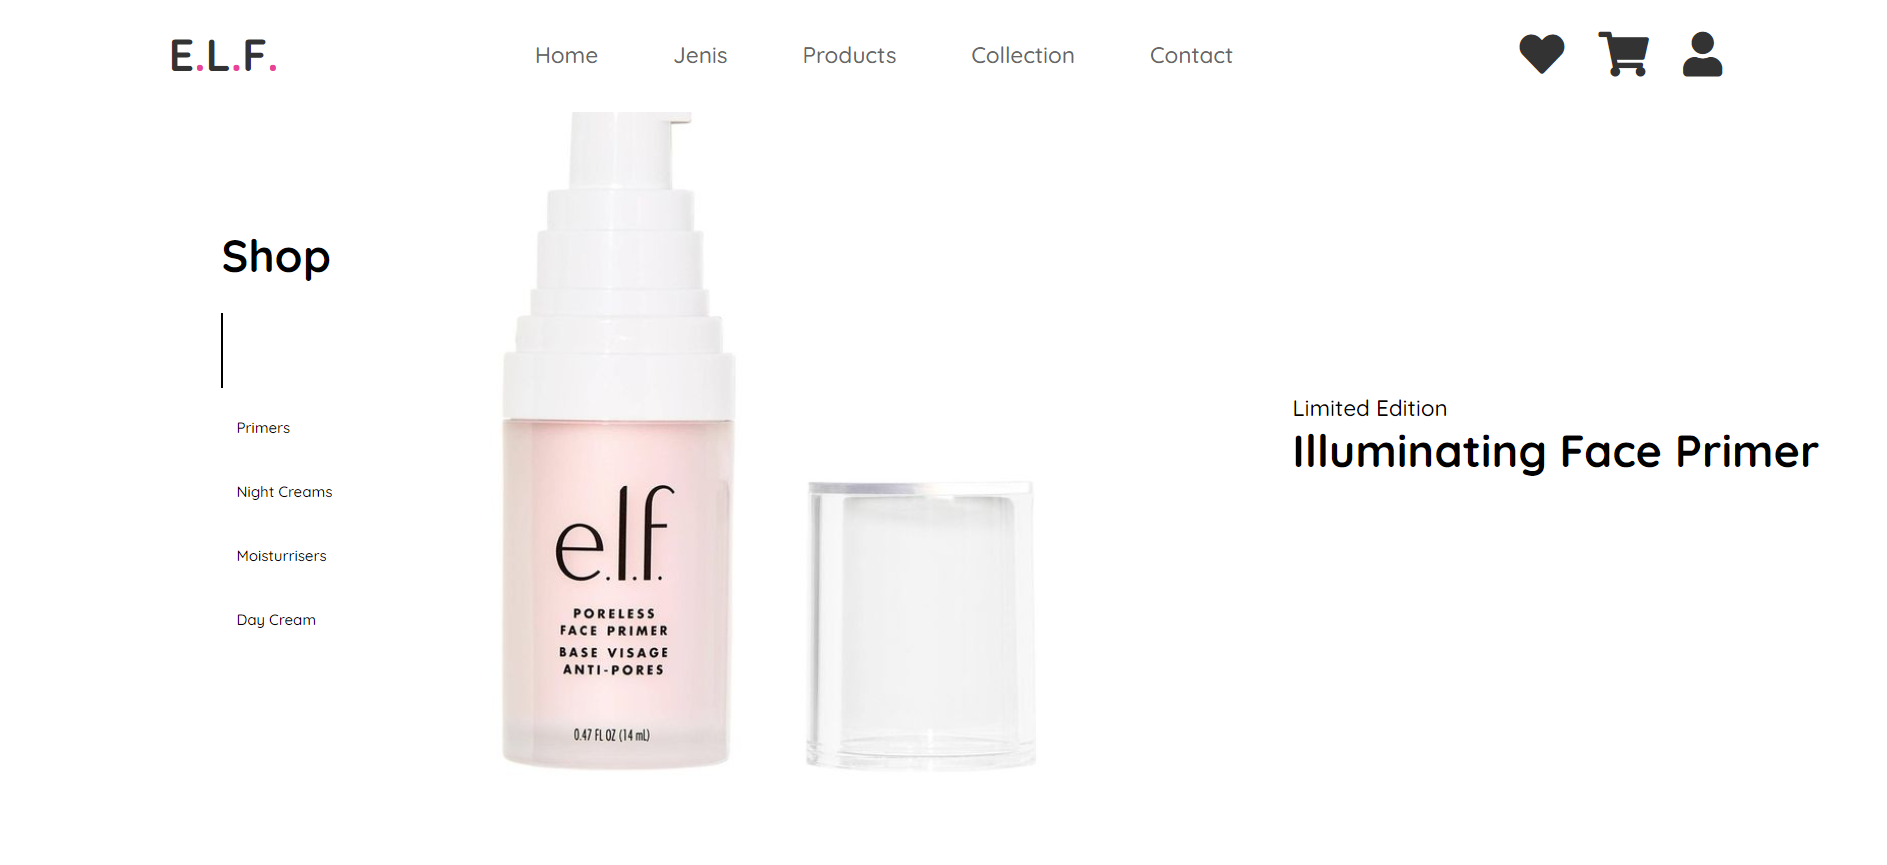 E.L.F.
Home
Jenis
Products
Collection
Contact
Shop
Primers
Night Creams
Moisturrisers
Day Cream
e.l.f.
PORELESS
FACE PRIMER
BASE VISAGE
ANTI-PORES
0.47 FL OZ (14 mL)
Limited Edition
Illuminating Face Primer